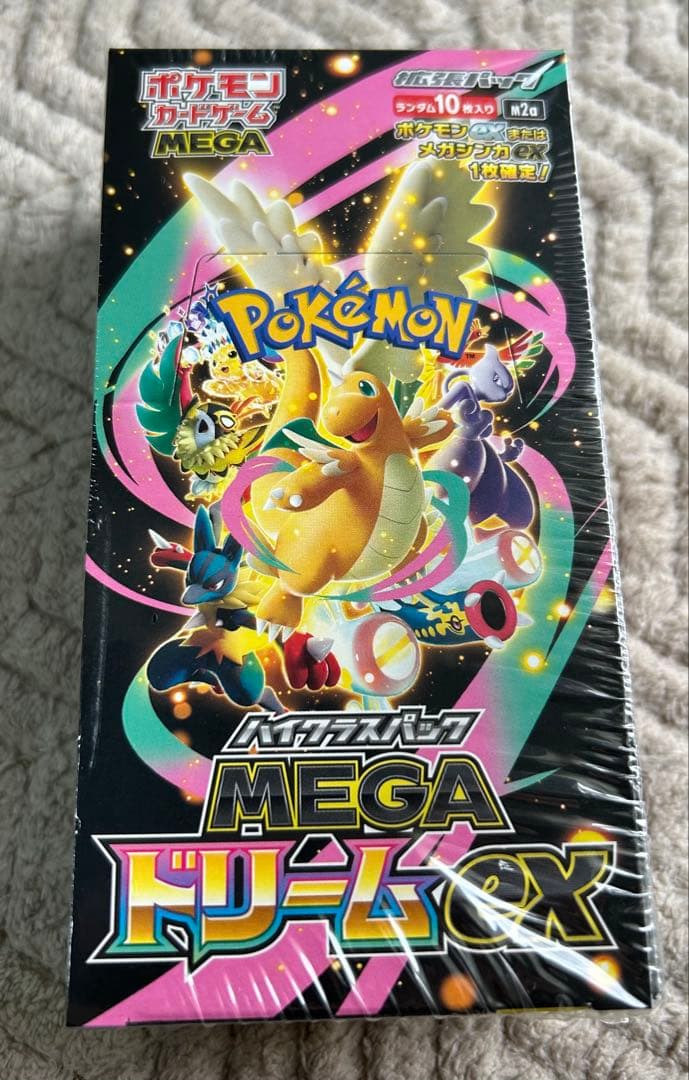 ポケモン
カードゲーム
MEGA
拡張パック
ランダム10枚入り
M2a
ポケモンexまたは
メガシンカex
1枚確定!
POKéMON
TM
ハイクラスパック
MEGA
ドリームex